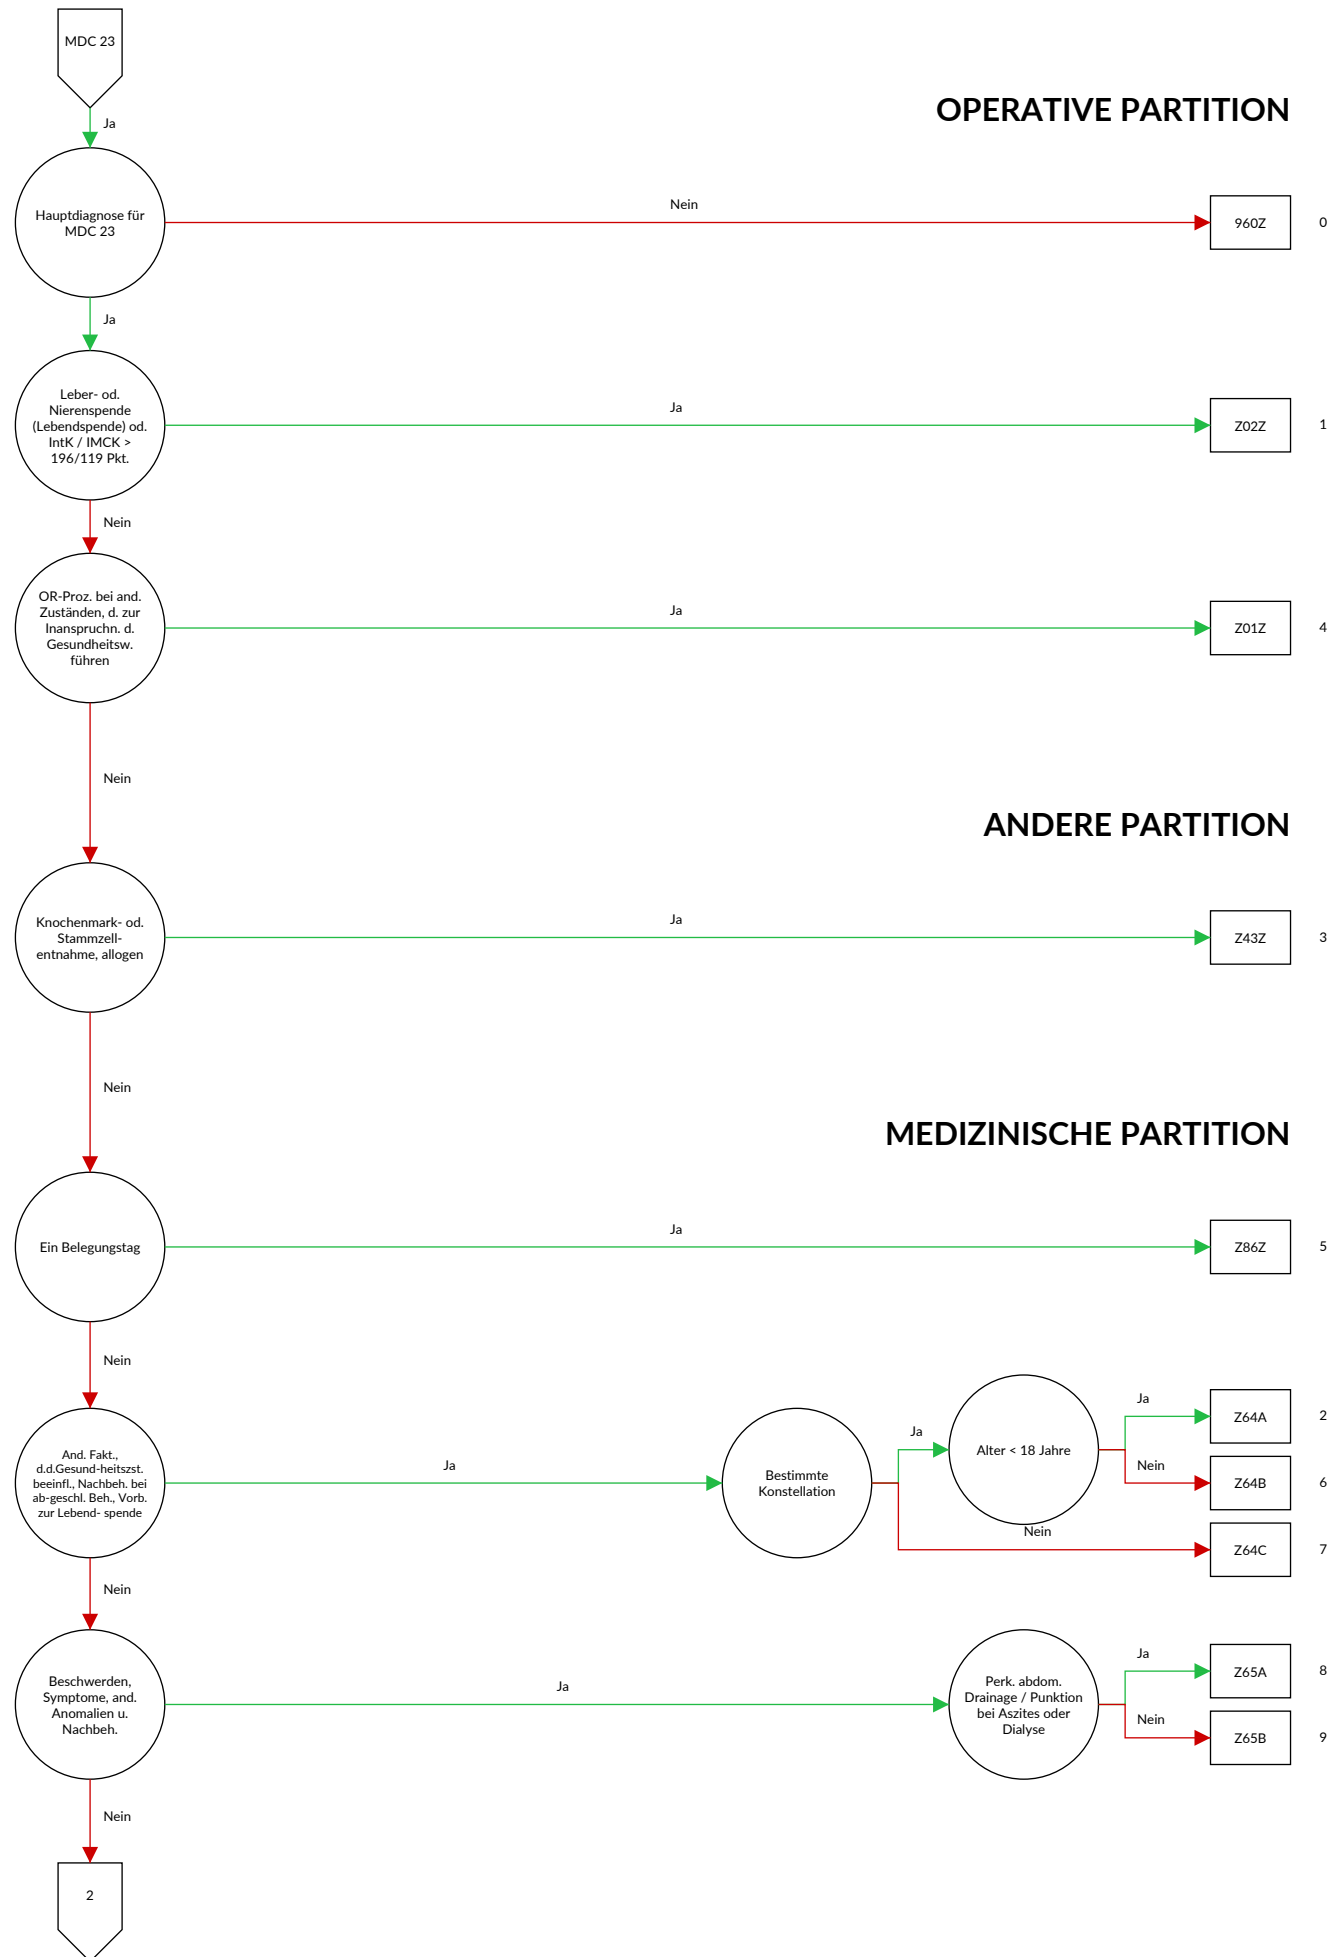 MDC 23
Ja
OPERATIVE PARTITION
Hauptdiagnose für
MDC 23
Nein
960Z
0
Ja
Leber- od.
Nierenspende
(Lebendspende) od.
IntK / IMCK >
196/119 Pkt.
Ja
Z02Z
1
Nein
OR-Proz. bei and.
Zuständen, d. zur
Inanspruchn. d.
Gesundheitsw.
führen
Ja
Z01Z
4
Nein
ANDERE PARTITION
Knochenmark- od.
Stammzell-
entnahme, allogen
Ja
Z43Z
3
Nein
MEDIZINISCHE PARTITION
Ein Belegungstag
Ja
Z86Z
5
Nein
And. Fakt.,
d.d.Gesund-heitszst.
beeinfl., Nachbeh. bei
ab-geschl. Beh., Vorb.
zur Lebend- spende
Ja
Bestimmte
Konstellation
Ja
Alter < 18 Jahre
Ja
Z64A
2
Nein
Z64B
6
Nein
Z64C
7
Nein
Beschwerden,
Symptome, and.
Anomalien u.
Nachbeh.
Ja
Perk. abdom.
Drainage / Punktion
bei Aszites oder
Dialyse
Ja
Z65A
8
Nein
Z65B
9
Nein
2